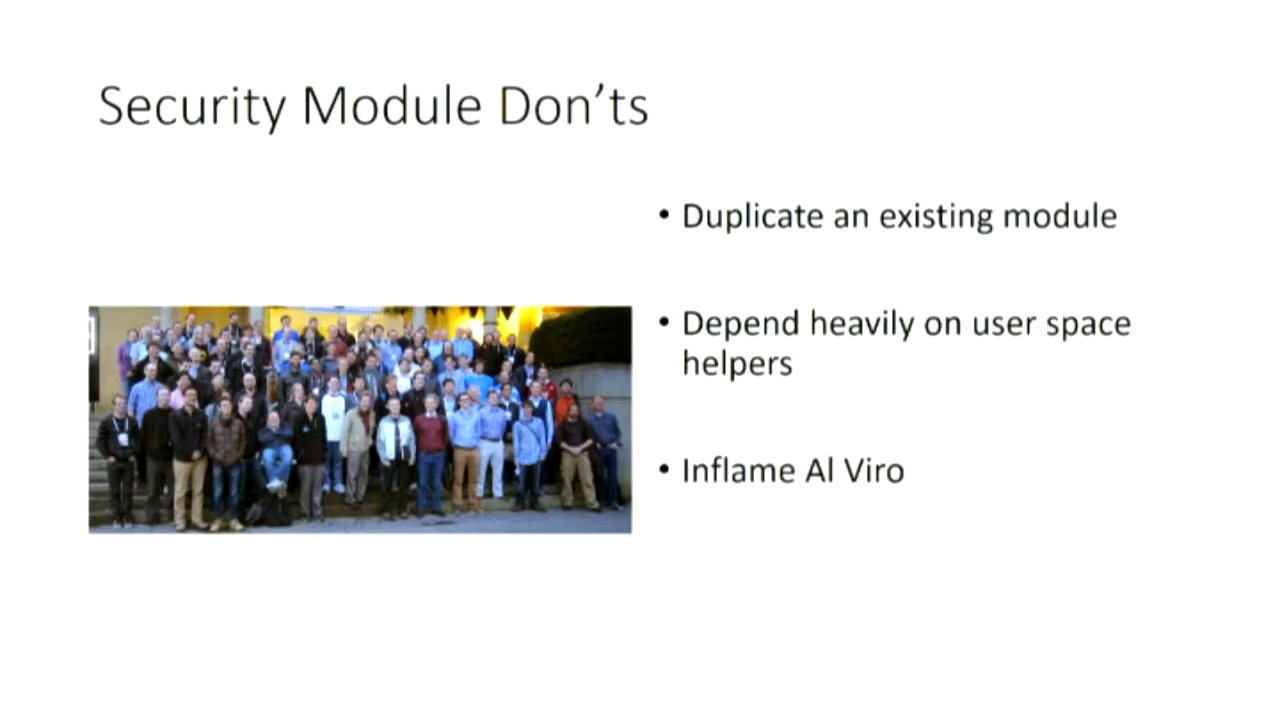 Security Module Don’ts
• Duplicate an existing module
• Depend heavily on user space
helpers
• Inflame Al Viro